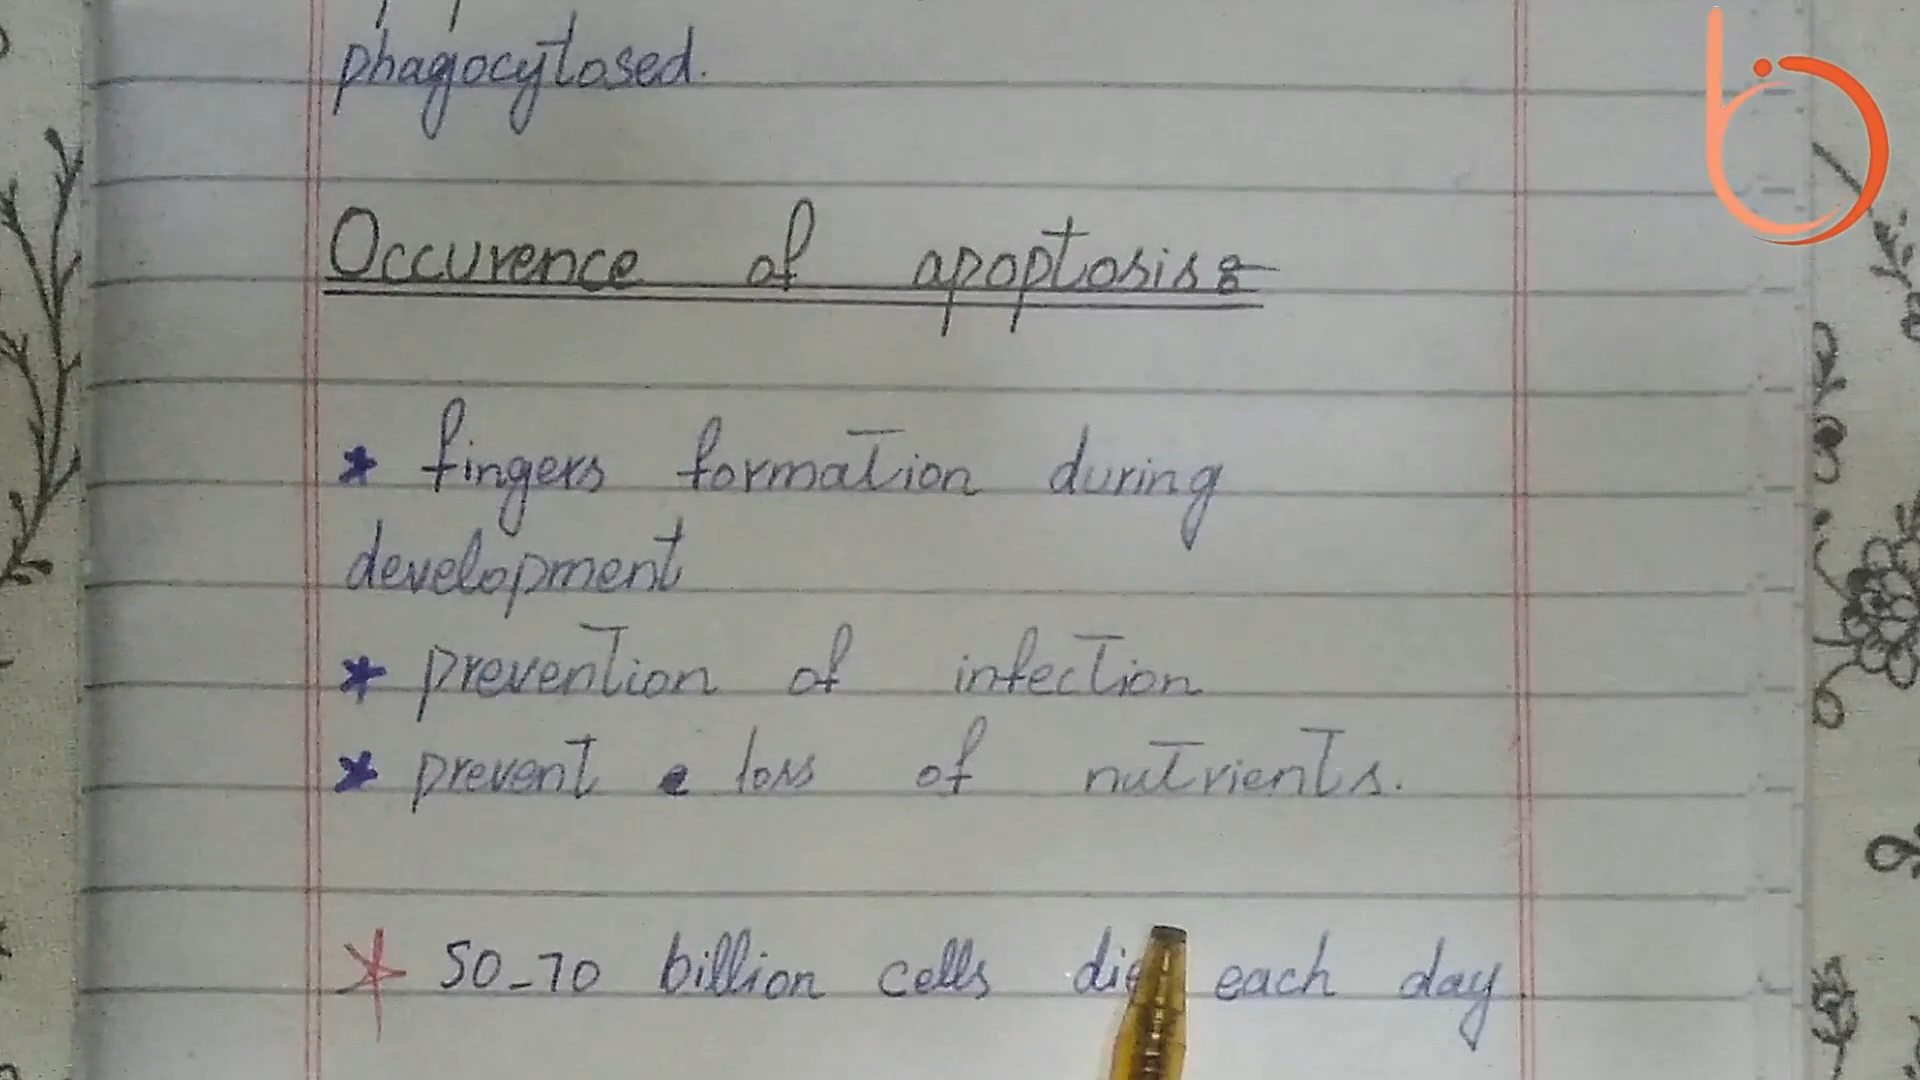 phagocytosed.
Occurence of apoptosis:-
* fingers formation during
development
* prevention of infection
* prevent loss of nutrients.
* 50-70 billion cells die each day